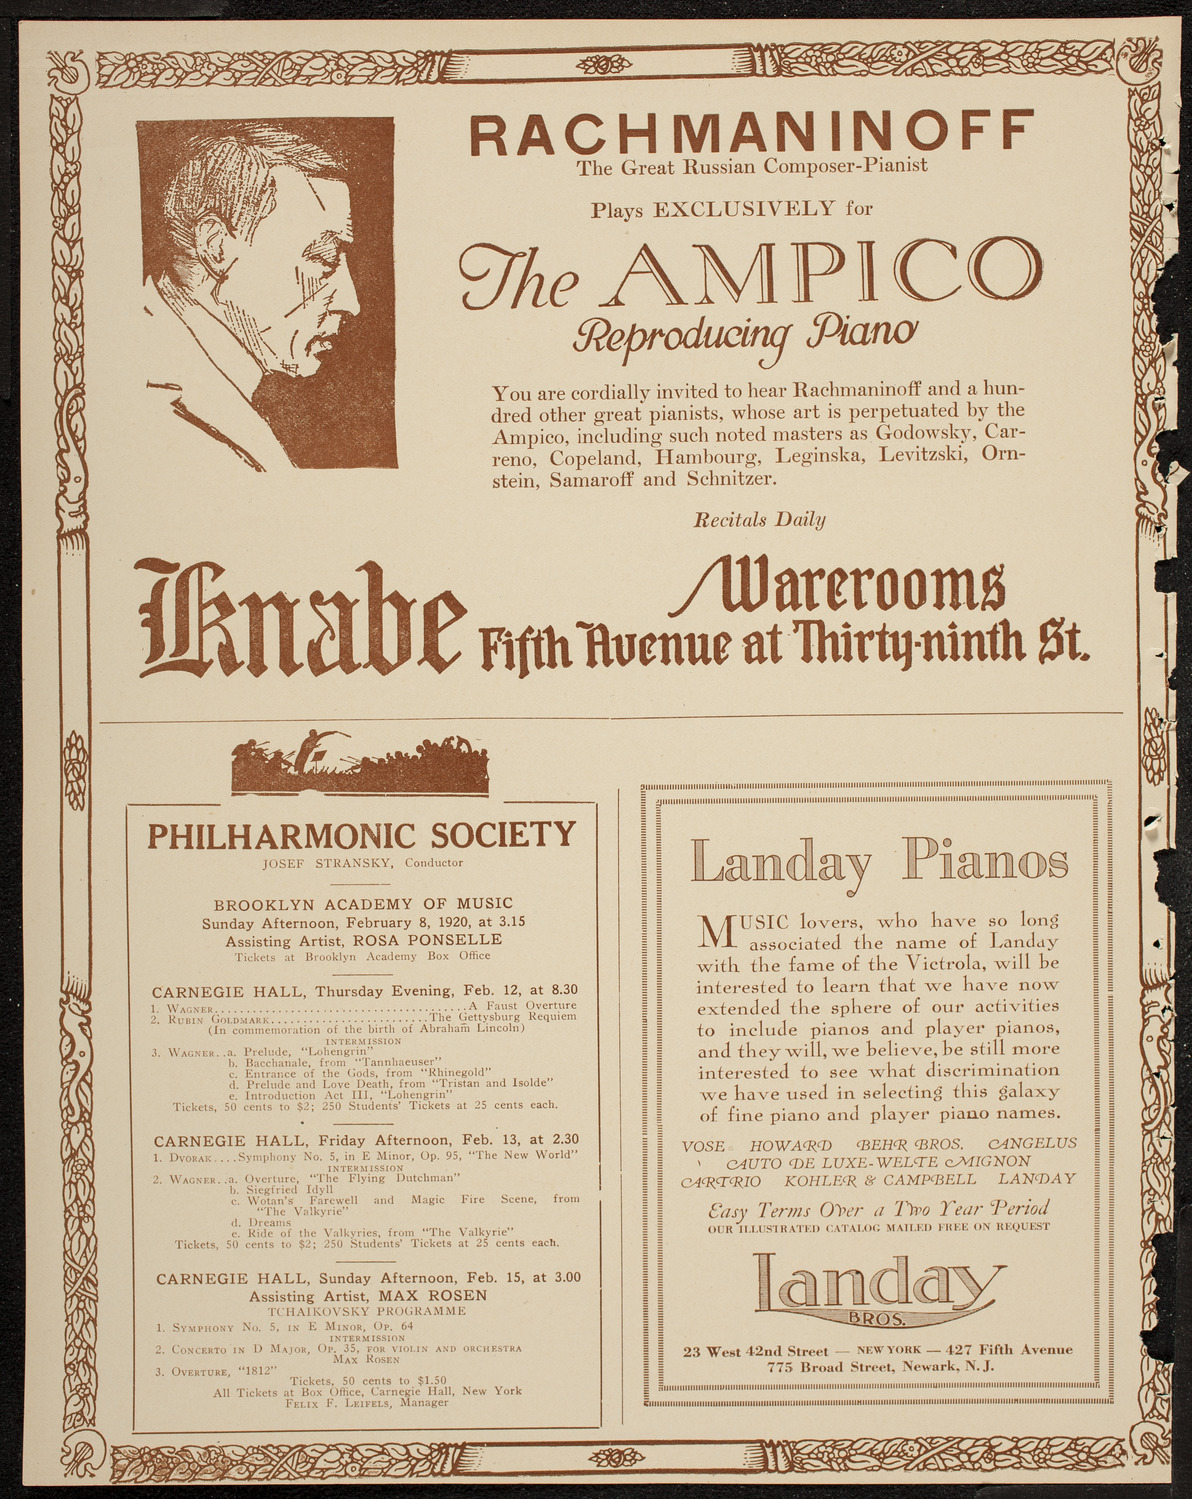 RACHMANINOFF
The Great Russian Composer-Pianist
Plays EXCLUSIVELY for
The AMPICO
Reproducing Piano
You are cordially invited to hear Rachmaninoff and a hun-
dred other great pianists, whose art is perpetuated by the
Ampico, including such noted masters as Godowsky, Car-
reno, Copeland, Hambourg, Leginska, Levitzski, Orn-
stein, Samaroff and Schnitzer.
Recitals Daily
Knabe Warerooms
Fifth Avenue at Thirty-ninth St.
PHILHARMONIC SOCIETY
JOSEF STRANSKY, Conductor
BROOKLYN ACADEMY OF MUSIC
Sunday Afternoon, February 8, 1920, at 3.15
Assisting Artist, ROSA PONSELLE
Tickets at Brooklyn Academy Box Office
CARNEGIE HALL, Thursday Evening, Feb. 12, at 8.30
1. WAGNER....................................A Faust Overture
2. RUBIN GOLDMARK........................The Gettysburg Requiem
(In commemoration of the birth of Abraham Lincoln)
INTERMISSION
3. WAGNER..a. Prelude, "Lohengrin"
b. Bacchanale, from "Tannhaeuser"
c. Entrance of the Gods, from "Rhinegold"
d. Prelude and Love Death, from "Tristan and Isolde"
e. Introduction Act III, "Lohengrin"
Tickets, 50 cents to $2; 250 Students' Tickets at 25 cents each.
CARNEGIE HALL, Friday Afternoon, Feb. 13, at 2.30
1. DVORAK....Symphony No. 5, in E Minor, Op. 95, "The New World"
INTERMISSION
2. WAGNER..a. Overture, "The Flying Dutchman"
b. Siegfried Idyll
c. Wotan's Farewell and Magic Fire Scene, from
"The Valkyrie"
d. Dreams
e. Ride of the Valkyries, from "The Valkyrie"
Tickets, 50 cents to $2; 250 Students' Tickets at 25 cents each.
CARNEGIE HALL, Sunday Afternoon, Feb. 15, at 3.00
Assisting Artist, MAX ROSEN
TCHAIKOVSKY PROGRAMME
1. SYMPHONY NO. 5, IN E MINOR, OP. 64
INTERMISSION
2. CONCERTO IN D MAJOR, OP. 35, FOR VIOLIN AND ORCHESTRA
MAX ROSEN
3. OVERTURE, "1812"
Tickets, 50 cents to $1.50
All Tickets at Box Office, Carnegie Hall, New York
FELIX F. LEIFELS, Manager
Landay Pianos
MUSIC lovers, who have so long
associated the name of Landay
with the fame of the Victrola, will be
interested to learn that we have now
extended the sphere of our activities
to include pianos and player pianos,
and they will, we believe, be still more
interested to see what discrimination
we have used in selecting this galaxy
of fine piano and player piano names.
VOSE HOWARD BEHR BROS. ANGELUS
AUTO DE LUXE-WELTE MIGNON
ARTRIO KOHLER & CAMPBELL LANDAY
Easy Terms Over a Two Year Period
OUR ILLUSTRATED CATALOG MAILED FREE ON REQUEST
Landay
BROS.
23 West 42nd Street — NEW YORK — 427 Fifth Avenue
775 Broad Street, Newark, N. J.